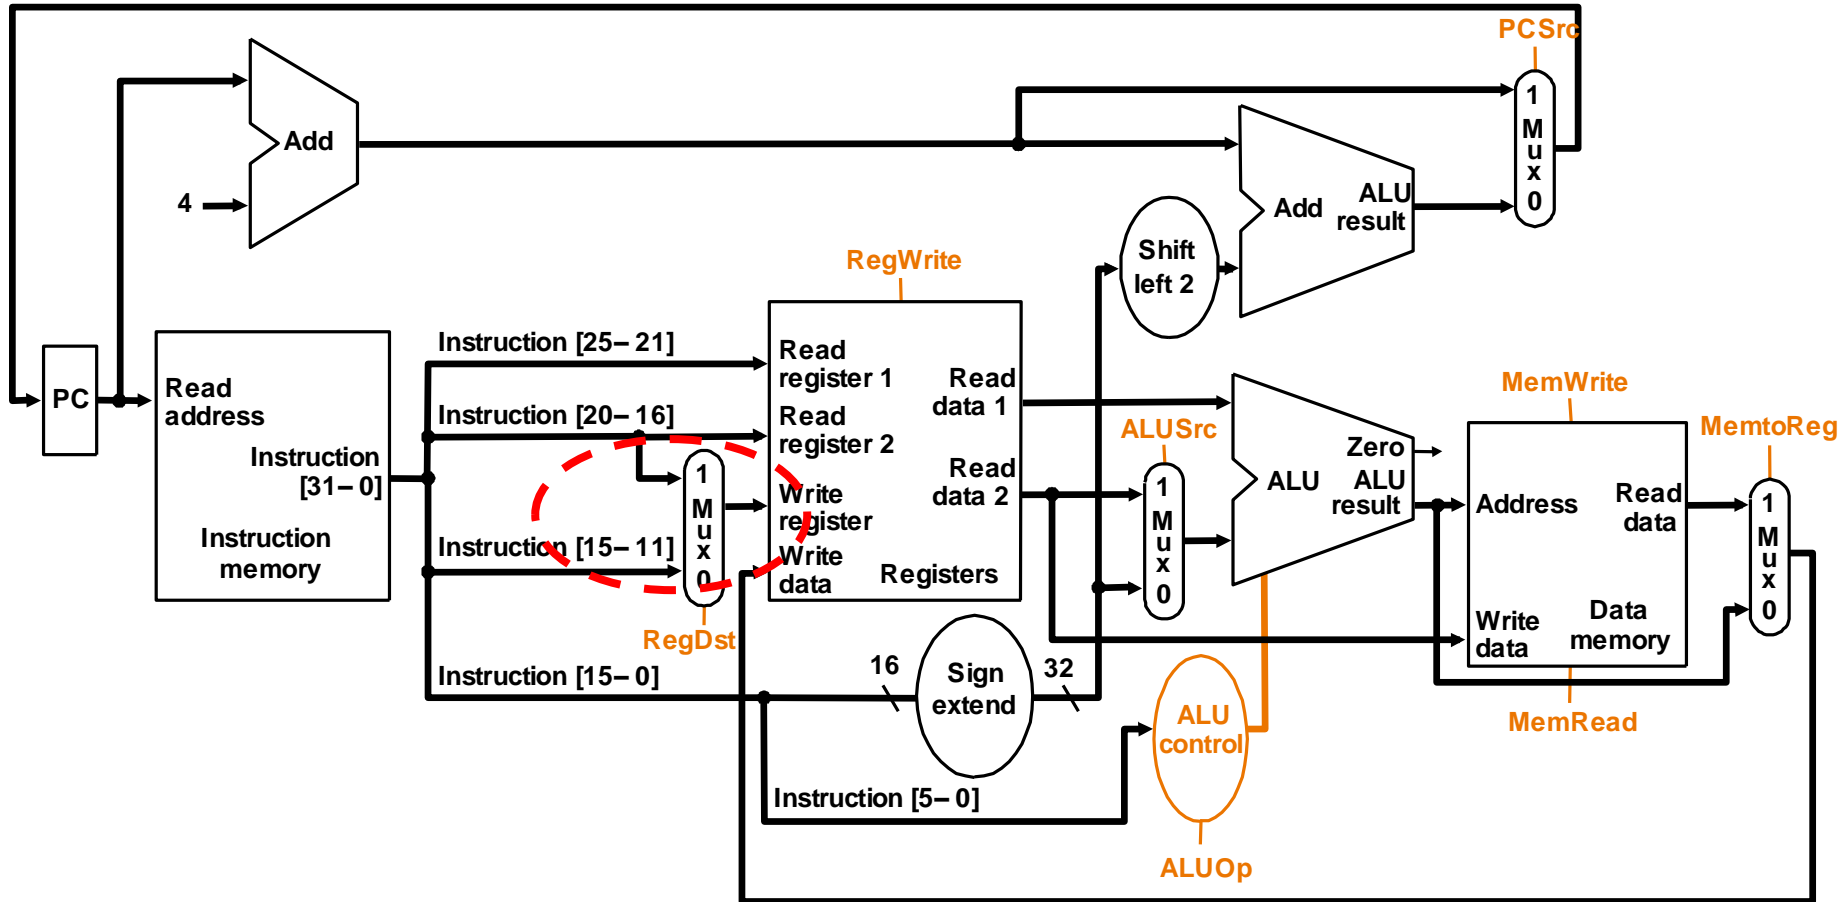 PCSrc
1
M
u
x
0
Add
4
Add
ALU
result
Shift
left 2
RegWrite
PC
Read
address
Instruction
[31–0]
Instruction
memory
Instruction [25–21]
Instruction [20–16]
1
M
u
x
0
Instruction [15–11]
RegDst
Instruction [15–0]
Read
register 1
Read
register 2
Write
register
Write
data
Read
data 1
Read
data 2
Registers
16
Sign
extend
32
Instruction [5–0]
ALUSrc
1
M
u
x
0
Zero
ALU
ALU
result
ALU
control
ALUOp
MemWrite
Address
Read
data
Write
data
Data
memory
MemRead
MemtoReg
1
M
u
x
0